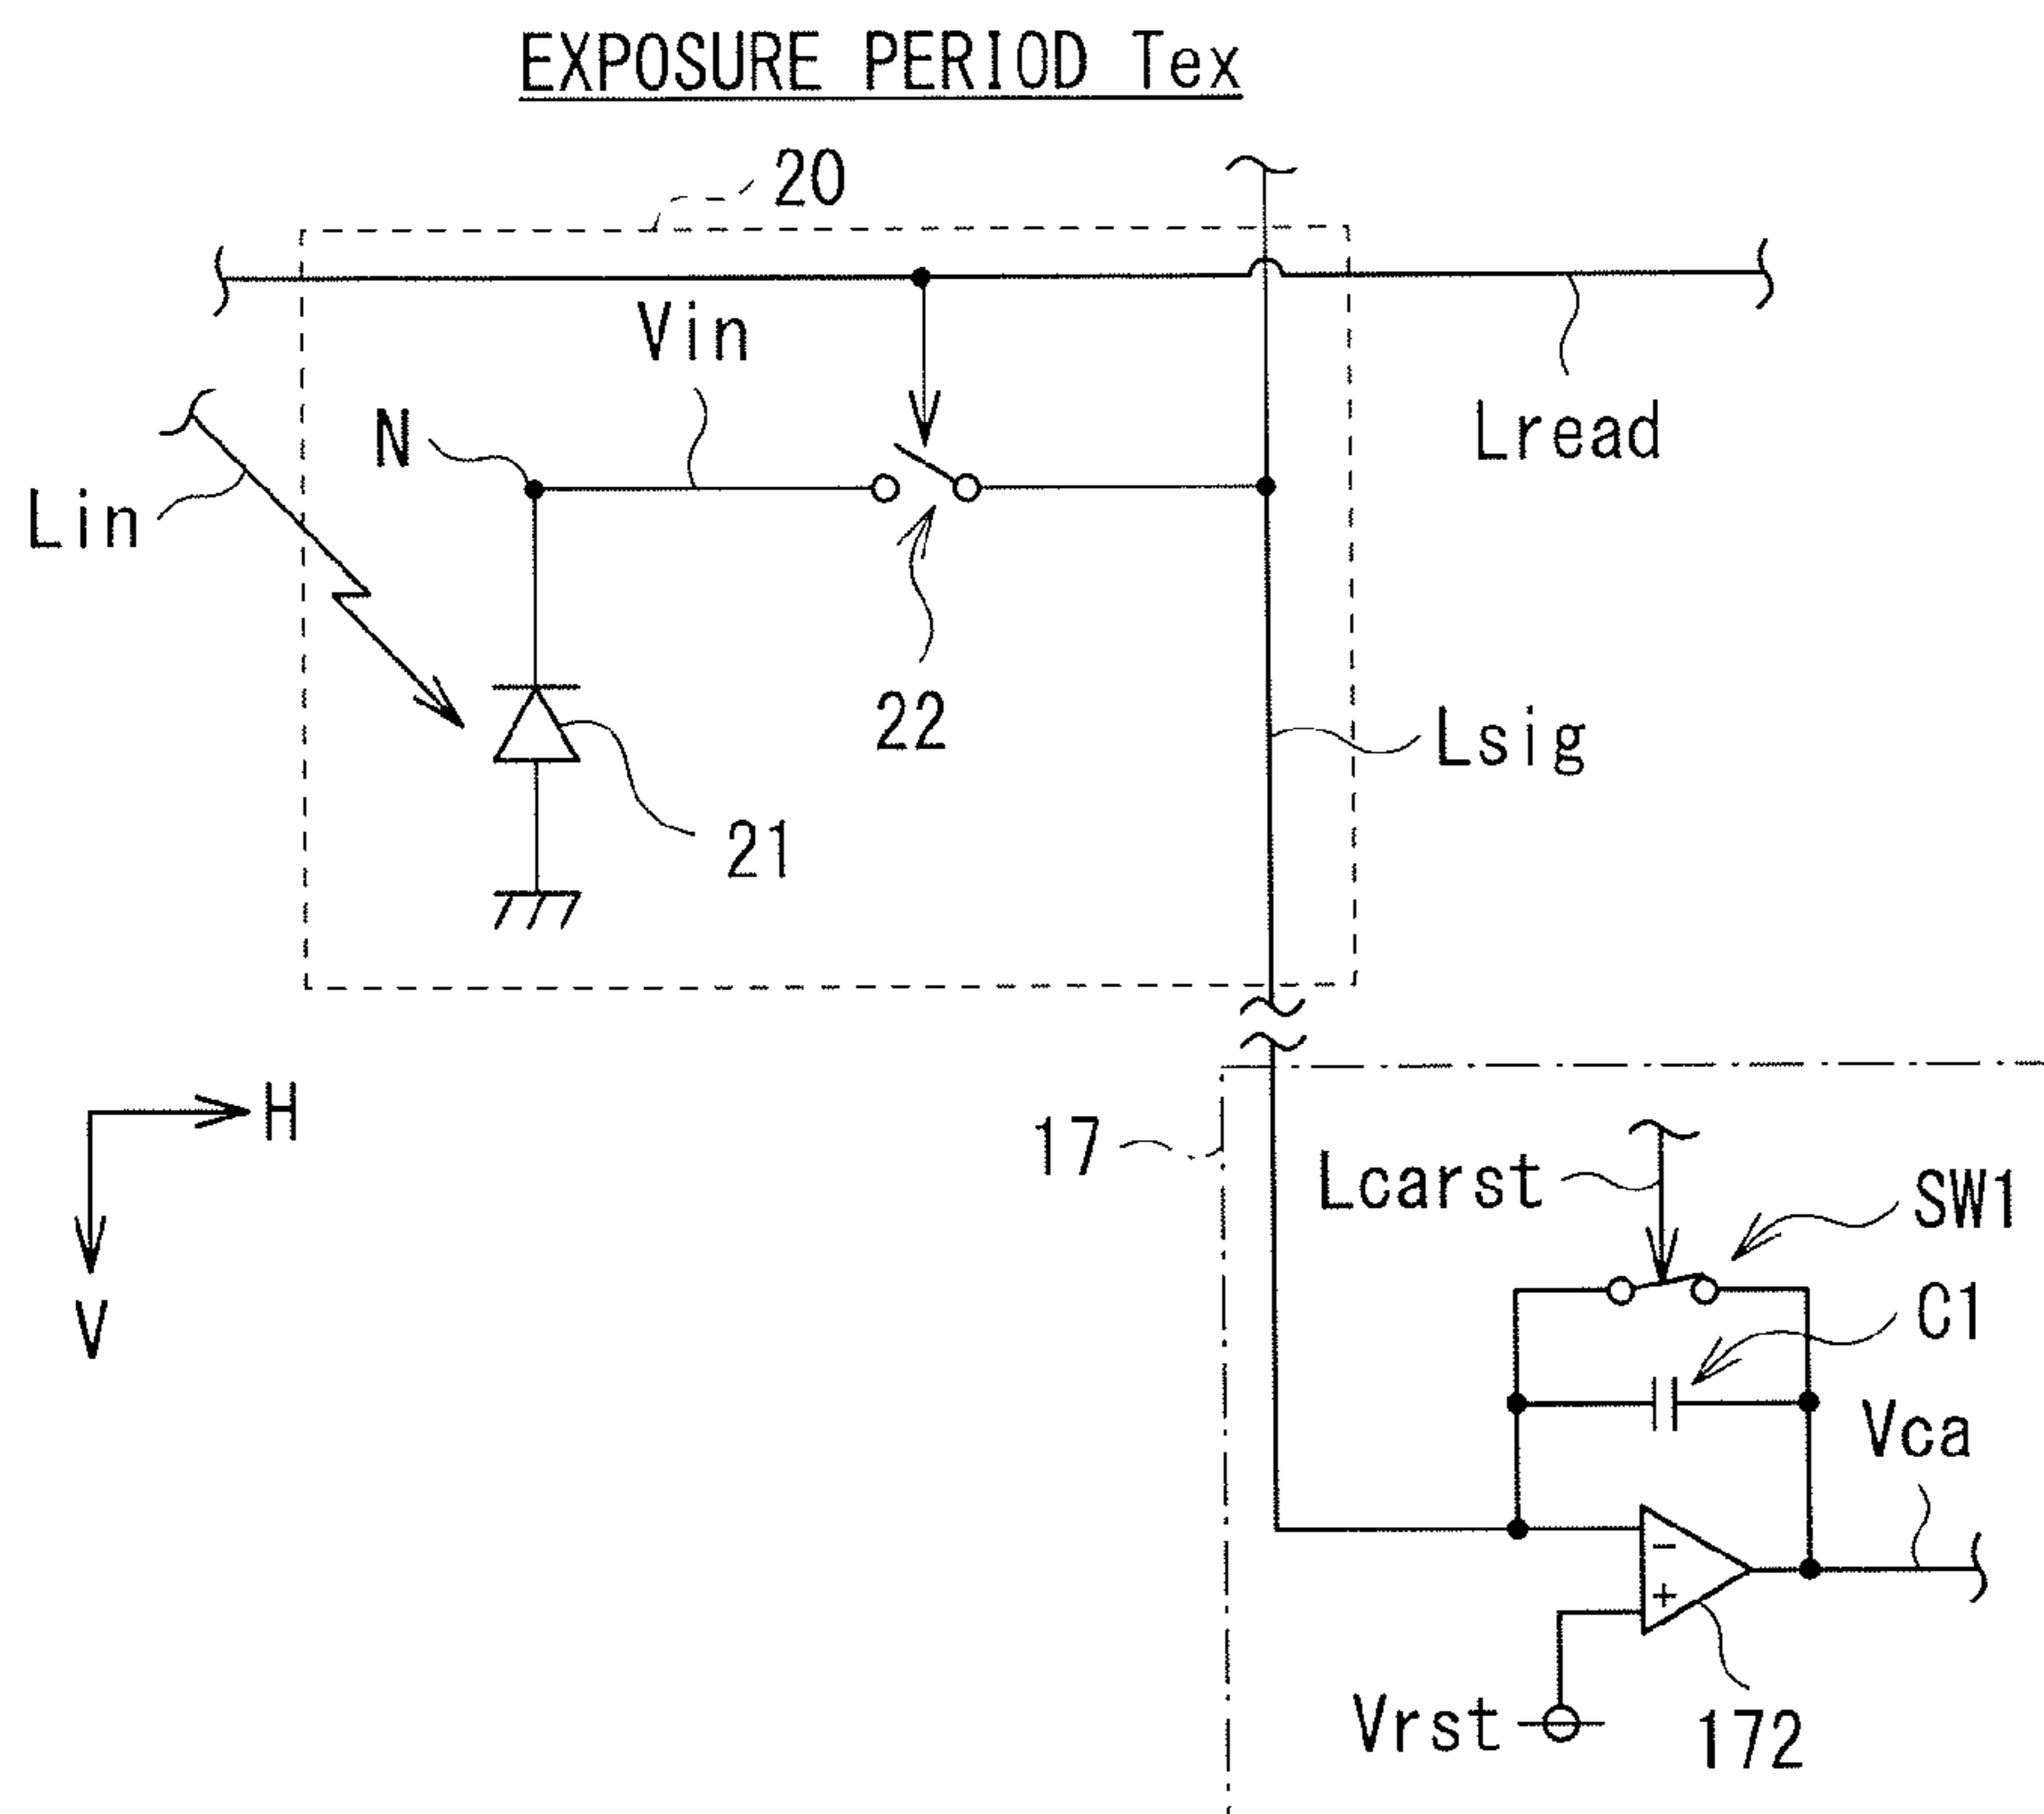 EXPOSURE PERIOD Tex
20
Vin
N
Lread
Lin
22
Lsig
21
H
17
Lcarst
SW1
V
C1
Vca
-
+
Vrst
172